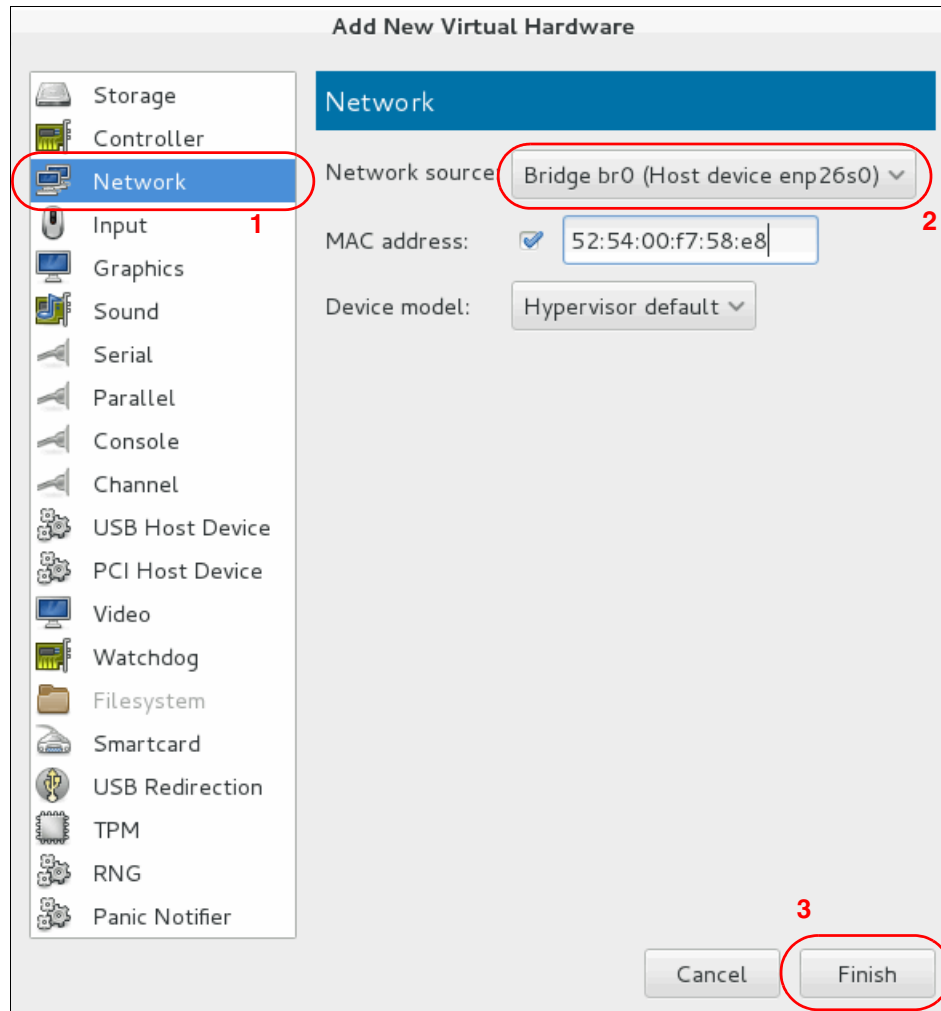 Add New Virtual Hardware
Storage
Controller
Network
1
Input
Graphics
Sound
Serial
Parallel
Console
Channel
USB Host Device
PCI Host Device
Video
Watchdog
Filesystem
Smartcard
USB Redirection
TPM
RNG
Panic Notifier
Network
Network source
Bridge br0 (Host device enp26s0)
2
MAC address:
52:54:00:f7:58:e8
Device model:
Hypervisor default
3
Cancel
Finish